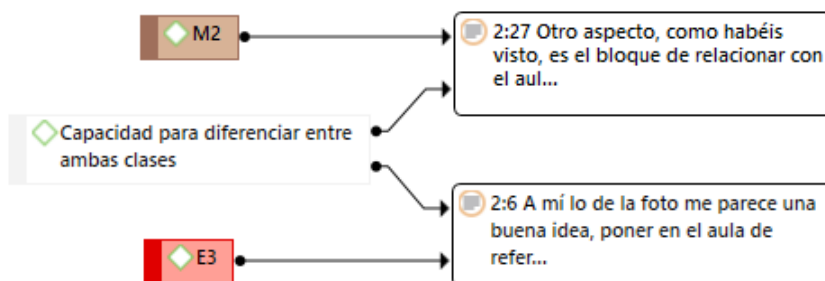 M2
2:27 Otro aspecto, como habéis
visto, es el bloque de relacionar con
el aul...
Capacidad para diferenciar entre
ambas clases
2:6 A mí lo de la foto me parece una
buena idea, poner en el aula de
refer...
E3